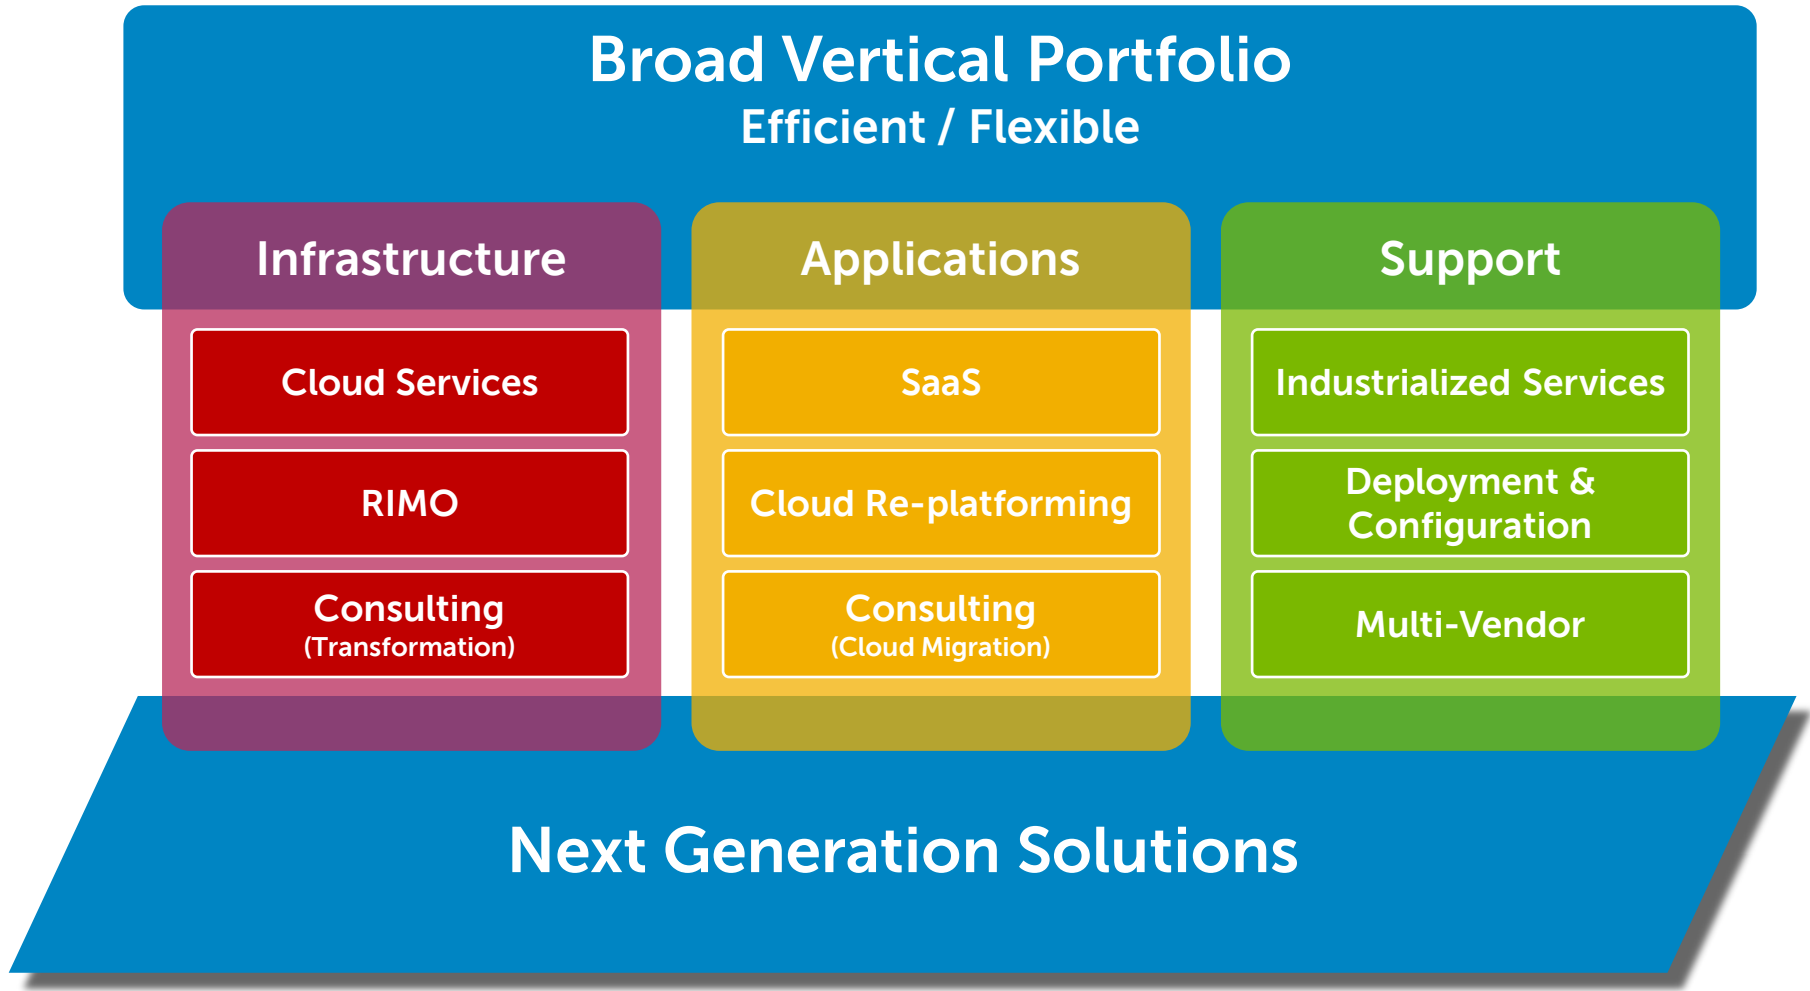 Broad Vertical Portfolio
Efficient / Flexible
Infrastructure
Cloud Services
RIMO
Consulting
(Transformation)
Applications
SaaS
Cloud Re-platforming
Consulting
(Cloud Migration)
Support
Industrialized Services
Deployment &
Configuration
Multi-Vendor
Next Generation Solutions